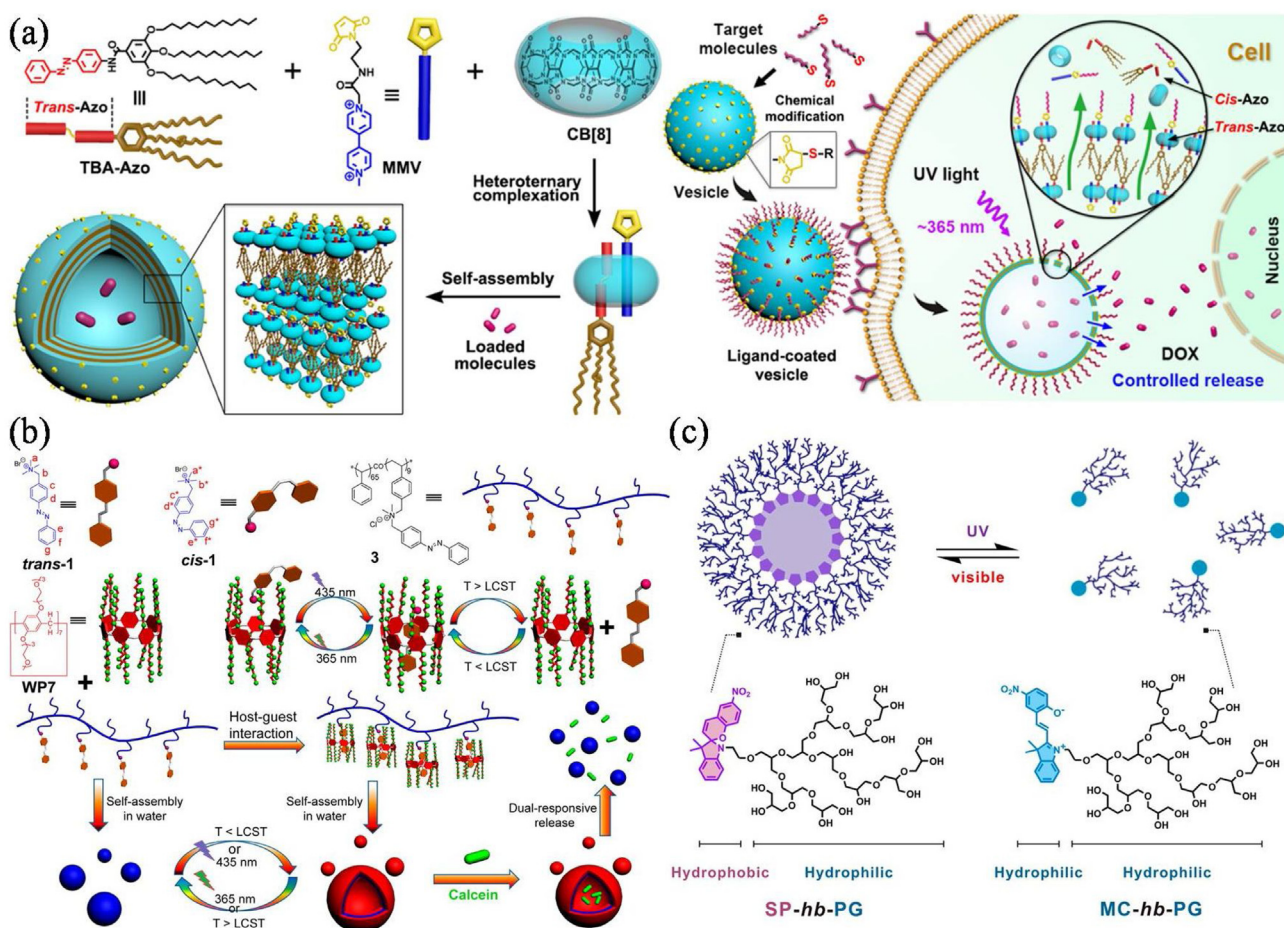 (a)
Trans-Azo
TBA-Azo
+
MMV
+
CB[8]
Heteroternary
complexation
Self-assembly
Loaded
molecules
Target
molecules
S
S
S
Chemical
modification
N
S-R
O
O
Vesicle
Ligand-coated
vesicle
UV light
~365 nm
Cell
Cis-Azo
Trans-Azo
Nucleus
DOX
Controlled release
(b)
trans-1
cis-1
3
WP7
+
435 nm
365 nm
T > LCST
T < LCST
+
Host-guest
interaction
Self-assembly
in water
Self-assembly
in water
Dual-responsive
release
T < LCST
or
435 nm
365 nm
or
T > LCST
Calcein
(c)
UV
visible
NO₂
O₂N
O⁻
N⁺
OH
HO
Hydrophobic
Hydrophilic
Hydrophilic
Hydrophilic
SP-hb-PG
MC-hb-PG